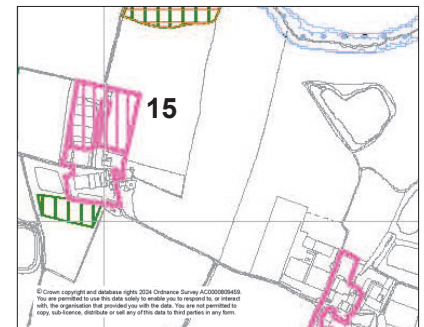 15
© Crown copyright and database rights 2024 Ordnance Survey AC0000809459.
You are permitted to use this data solely to enable you to respond to, or interact
with, the organisation that provided you with the data. You are not permitted to
copy, sub-licence, distribute or sell any of this data to third parties in any form.